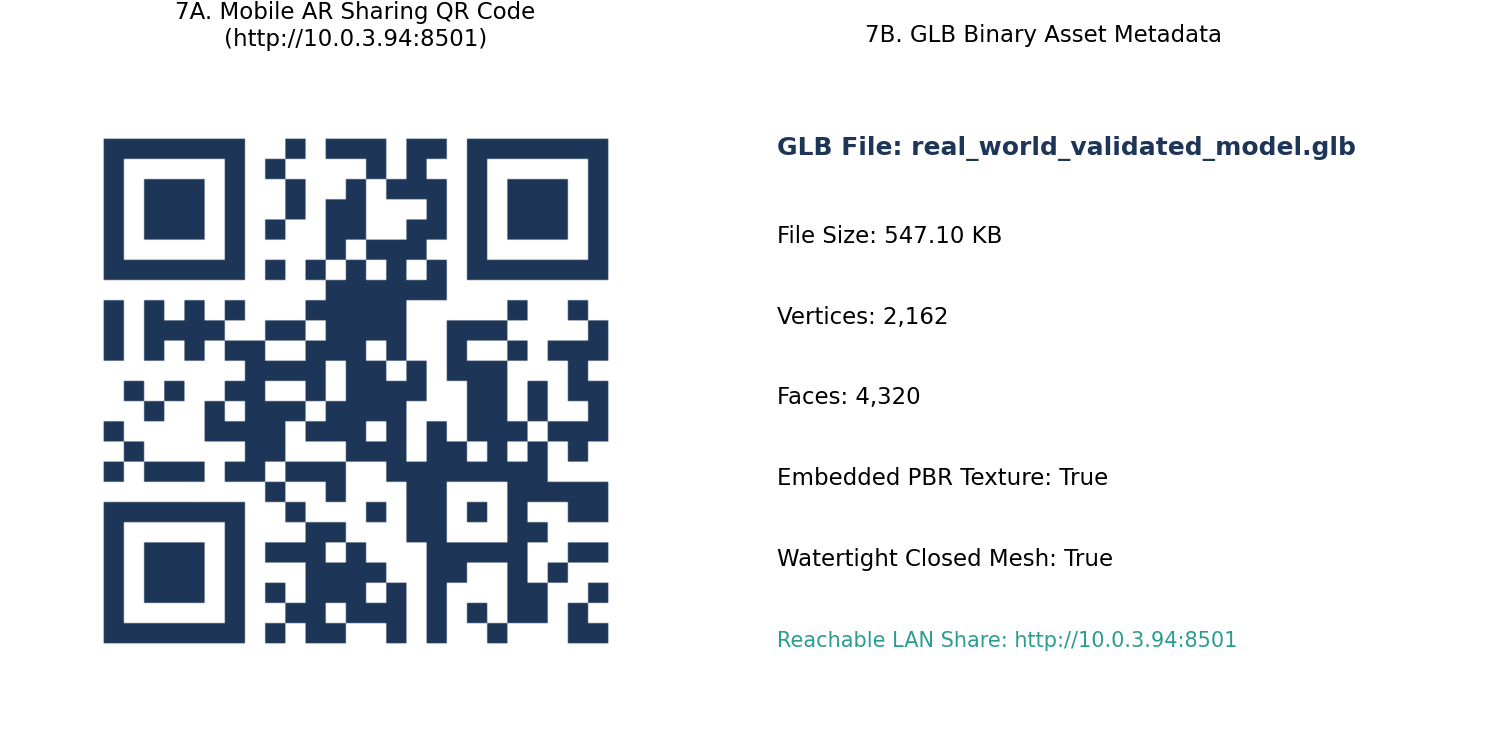 7A. Mobile AR Sharing QR Code
(http://10.0.3.94:8501)
7B. GLB Binary Asset Metadata
GLB File: real_world_validated_model.glb
File Size: 547.10 KB
Vertices: 2,162
Faces: 4,320
Embedded PBR Texture: True
Watertight Closed Mesh: True
Reachable LAN Share: http://10.0.3.94:8501